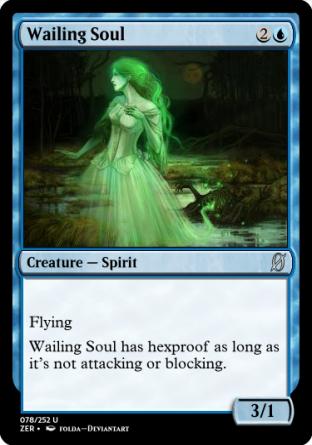 Wailing Soul 2
Creature — Spirit
Flying
Wailing Soul has hexproof as long as
it's not attacking or blocking.
3/1
078/252 U
ZER • FOLDA—DEVIANTART